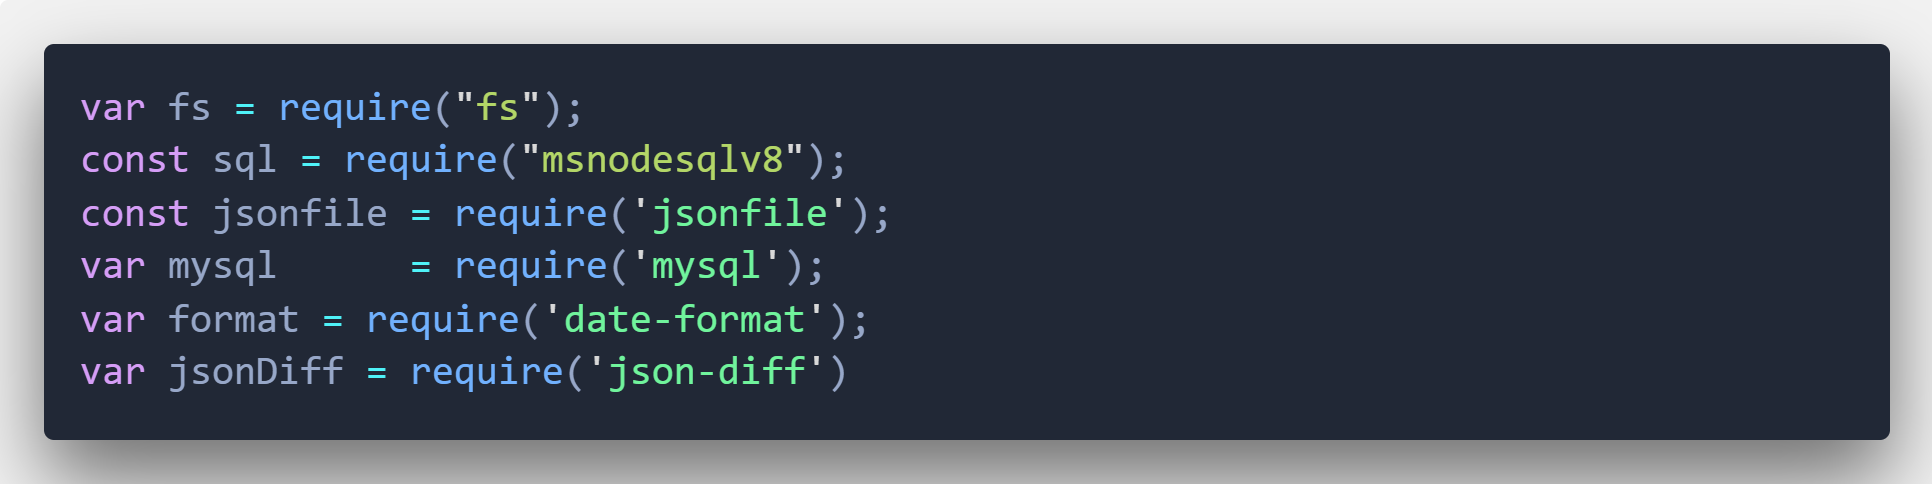 var fs = require("fs");
const sql = require("msnodesqlv8");
const jsonfile = require('jsonfile');
var mysql      = require('mysql');
var format = require('date-format');
var jsonDiff = require('json-diff')